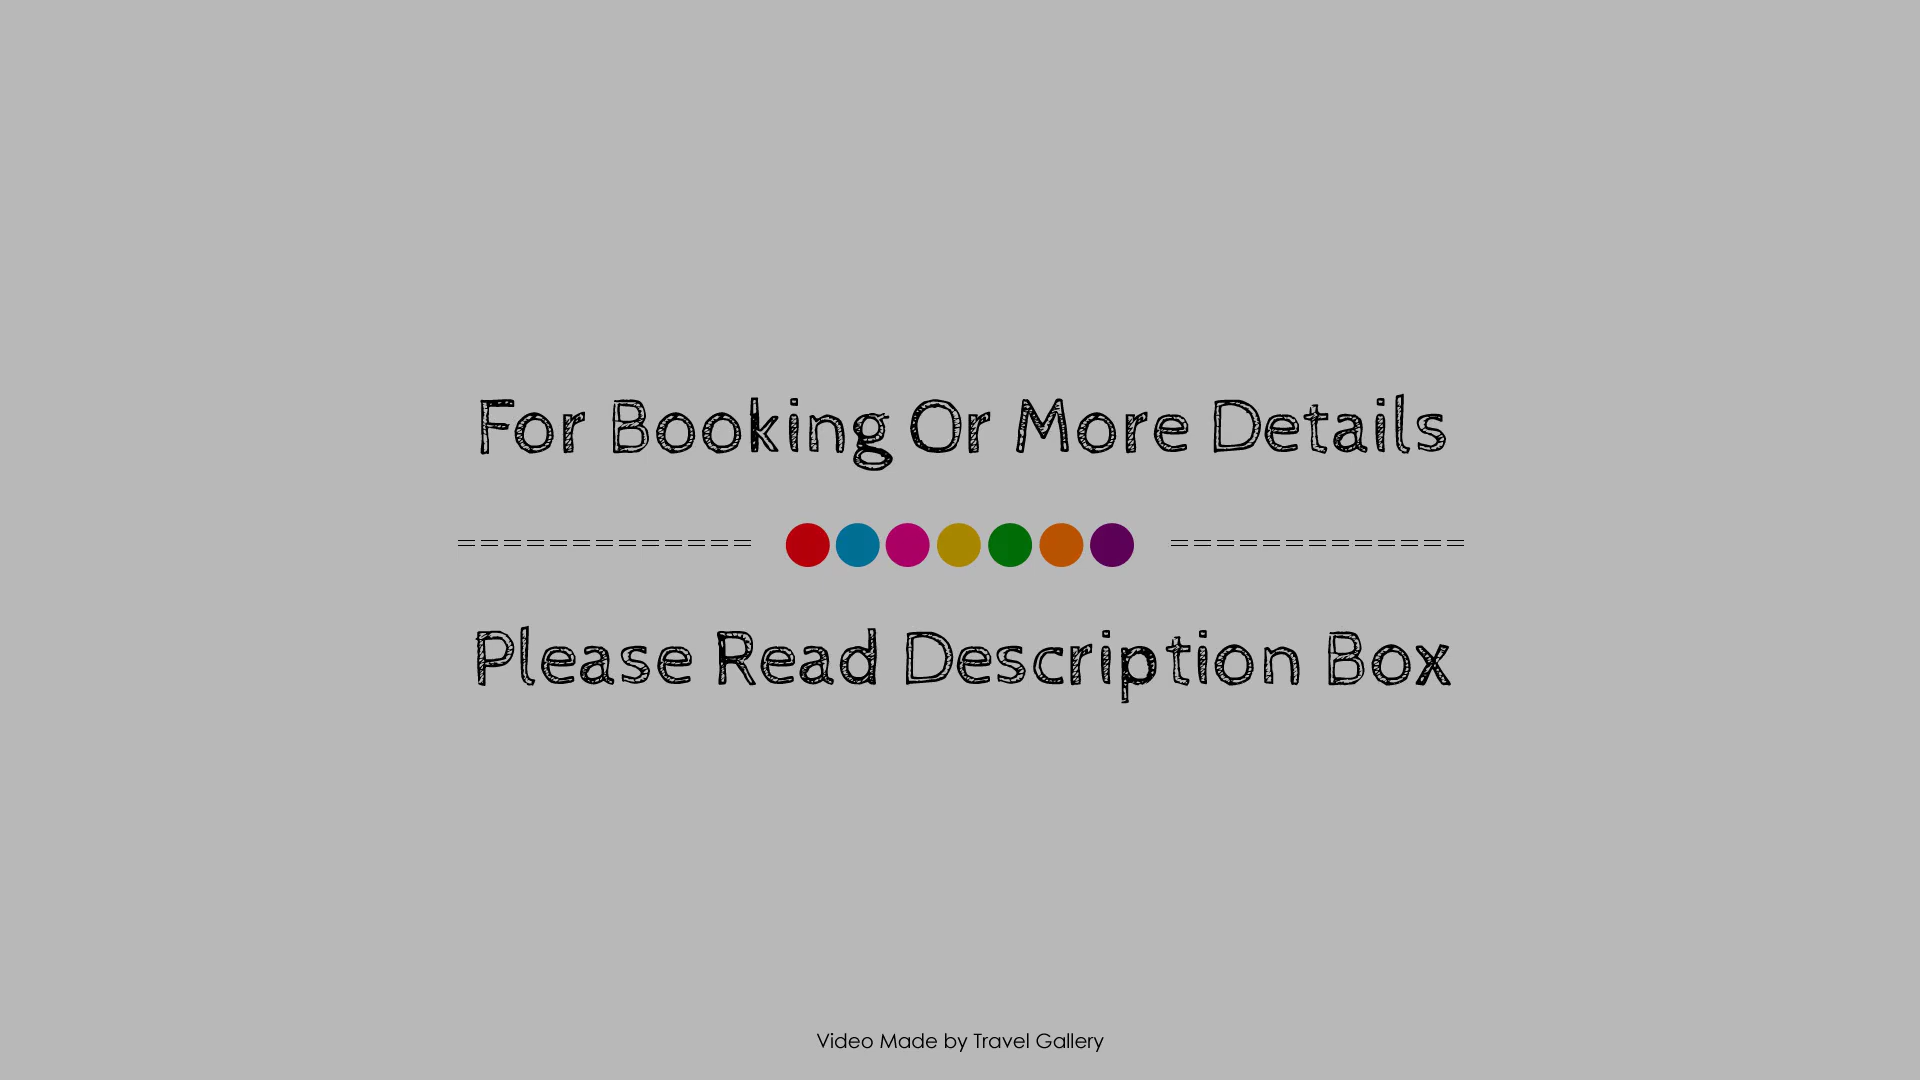 For Booking Or More Details
============= =============
Please Read Description Box
Video Made by Travel Gallery